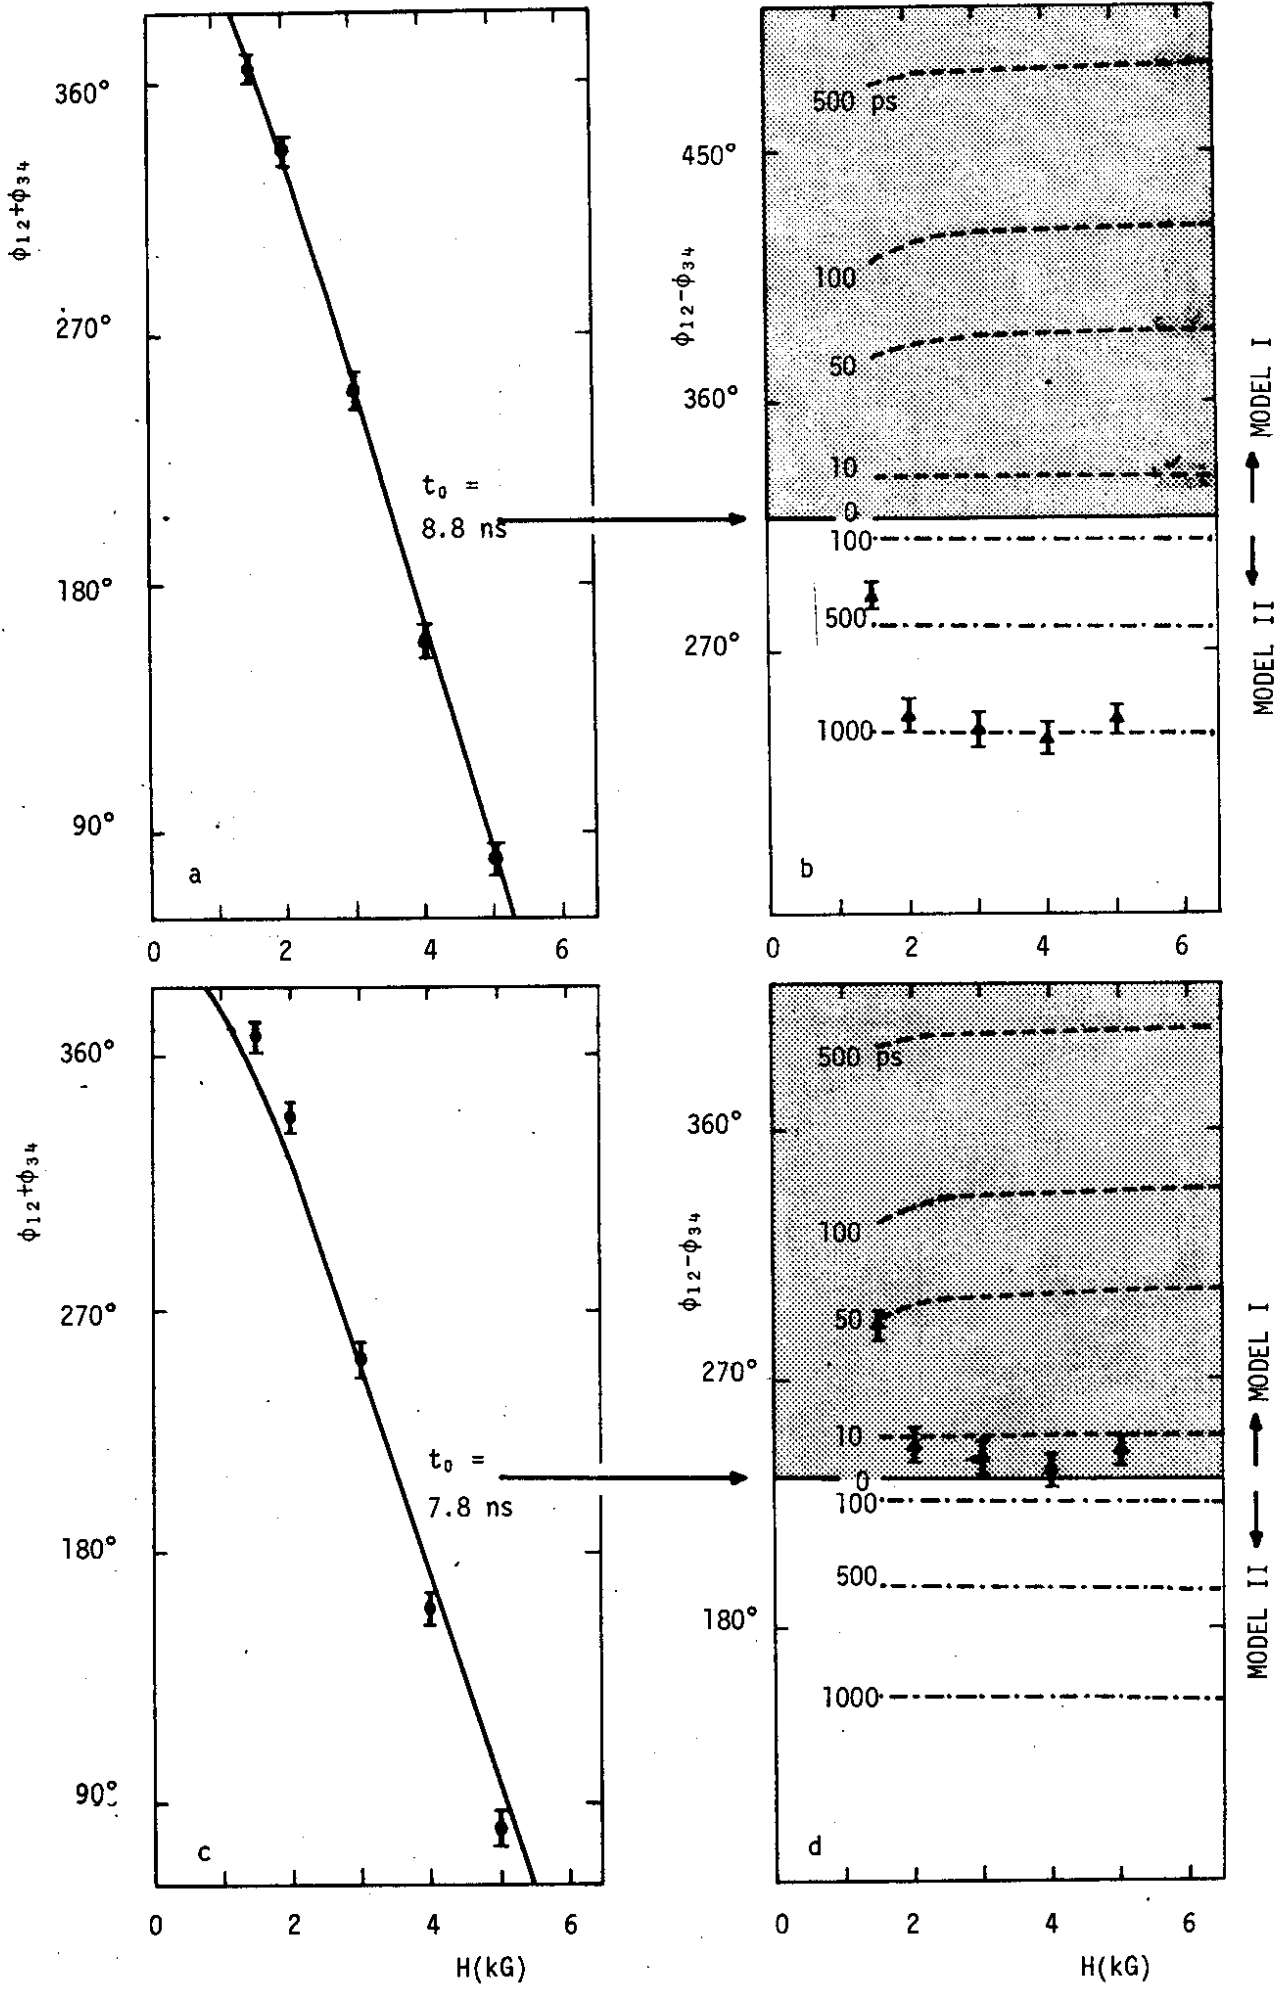 360°
270°
180°
90°
φ12+φ34
t0 =
8.8 ns
a
0 2 4 6
450°
360°
270°
φ12-φ34
500 ps
100
50
10
0
100
500
1000
b
0 2 4 6
MODEL I
MODEL II
360°
270°
180°
90°
φ12+φ34
t0 =
7.8 ns
c
0 2 4 6
H(kG)
360°
270°
180°
φ12-φ34
500 ps
100
50
10
0
100
500
1000
d
0 2 4 6
H(kG)
MODEL I
MODEL II